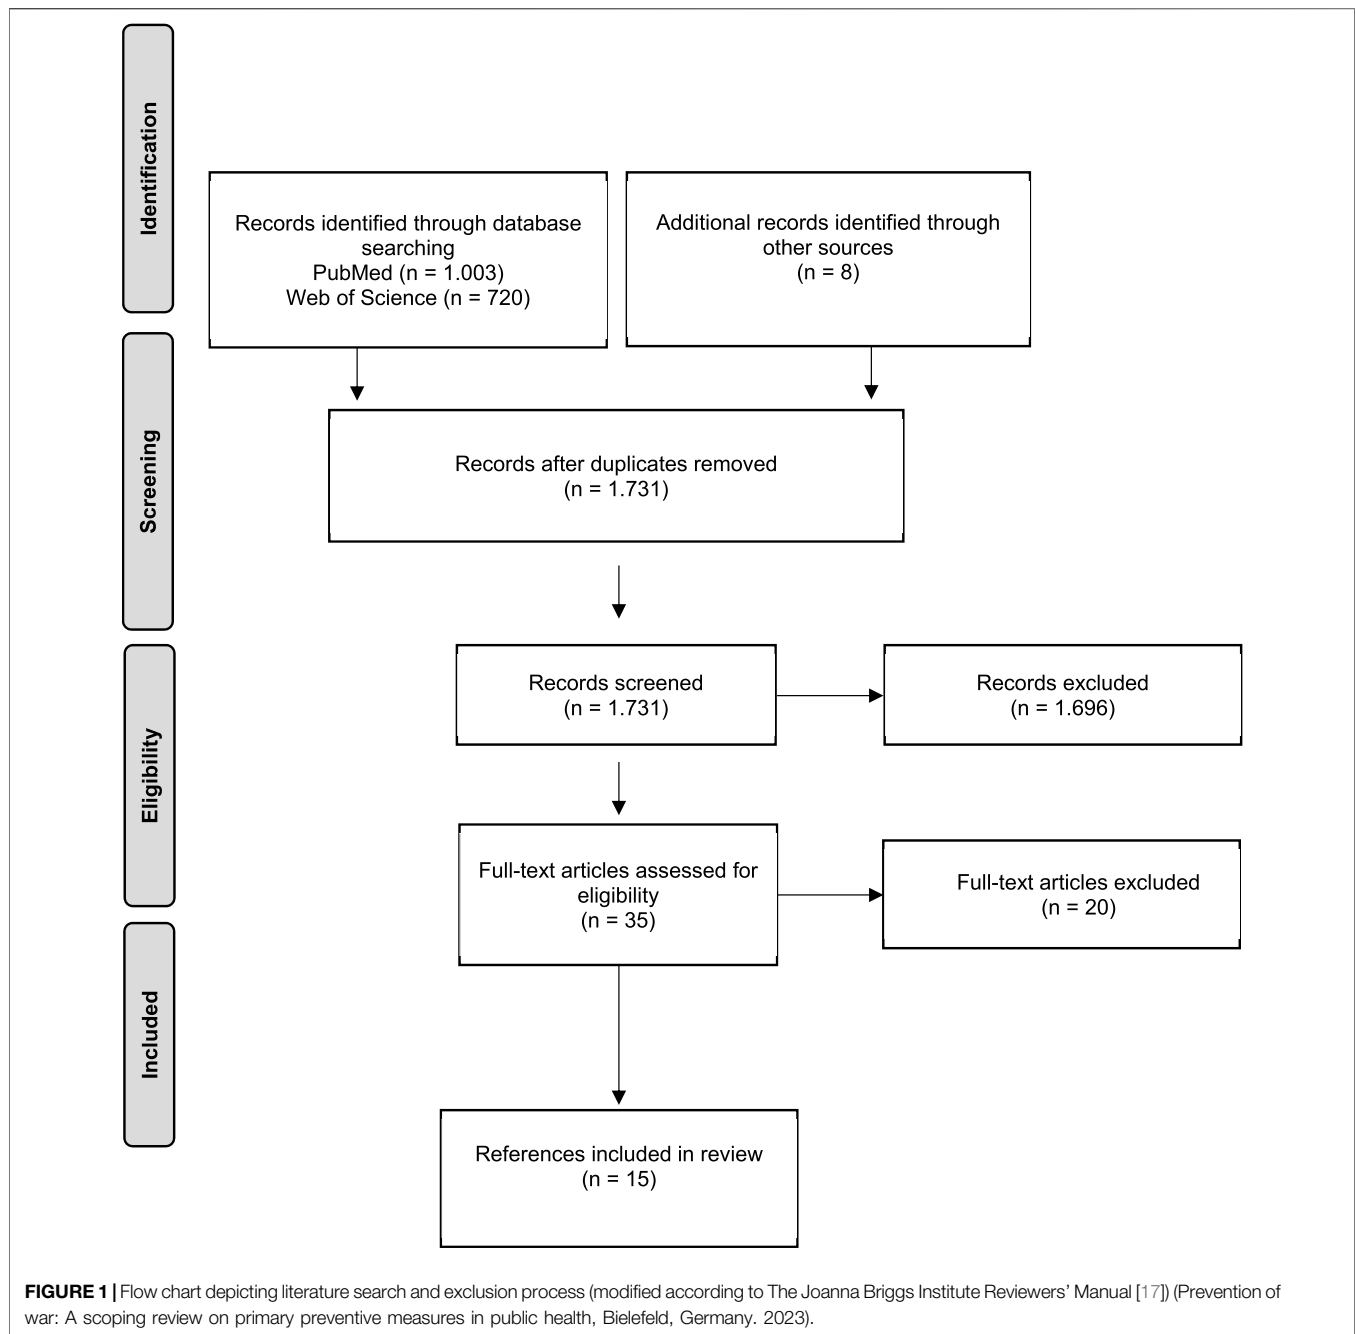 Identification
Records identified through database
searching
PubMed (n = 1.003)
Web of Science (n = 720)
Additional records identified through
other sources
(n = 8)
Screening
Records after duplicates removed
(n = 1.731)
Records screened
(n = 1.731)
Records excluded
(n = 1.696)
Eligibility
Full-text articles assessed for
eligibility
(n = 35)
Full-text articles excluded
(n = 20)
Included
References included in review
(n = 15)
FIGURE 1 | Flow chart depicting literature search and exclusion process (modified according to The Joanna Briggs Institute Reviewers’ Manual [17]) (Prevention of
war: A scoping review on primary preventive measures in public health, Bielefeld, Germany. 2023).